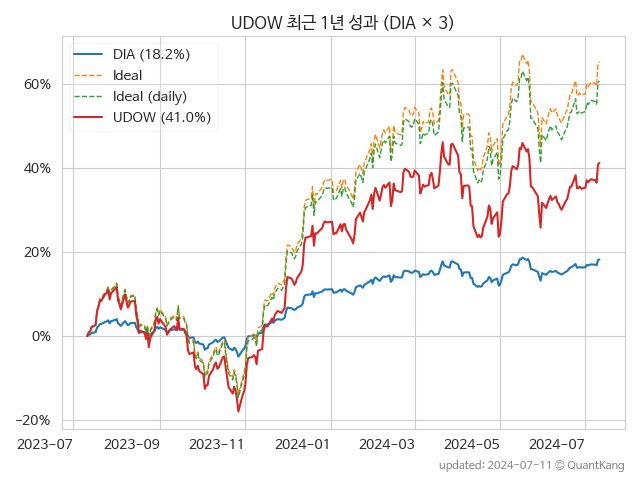 UDOW 최근 1년 성과 (DIA × 3)
DIA (18.2%)
Ideal
Ideal (daily)
UDOW (41.0%)
60%
40%
20%
0%
−20%
2023-07 2023-09 2023-11 2024-01 2024-03 2024-05 2024-07
updated: 2024-07-11 © QuantKang